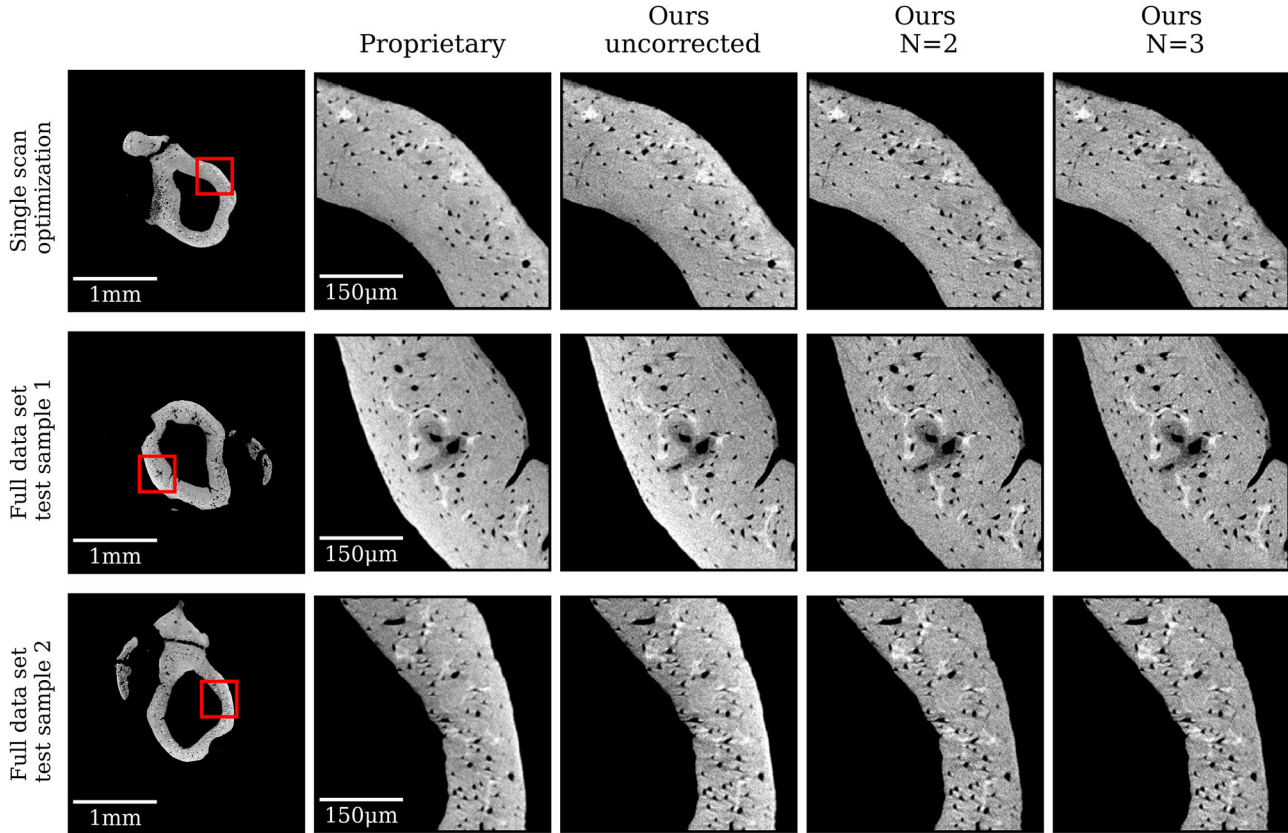 Proprietary
Ours
uncorrected
Ours
N=2
Ours
N=3
Single scan
optimization
1mm
150μm
Full data set
test sample 1
1mm
150μm
Full data set
test sample 2
1mm
150μm